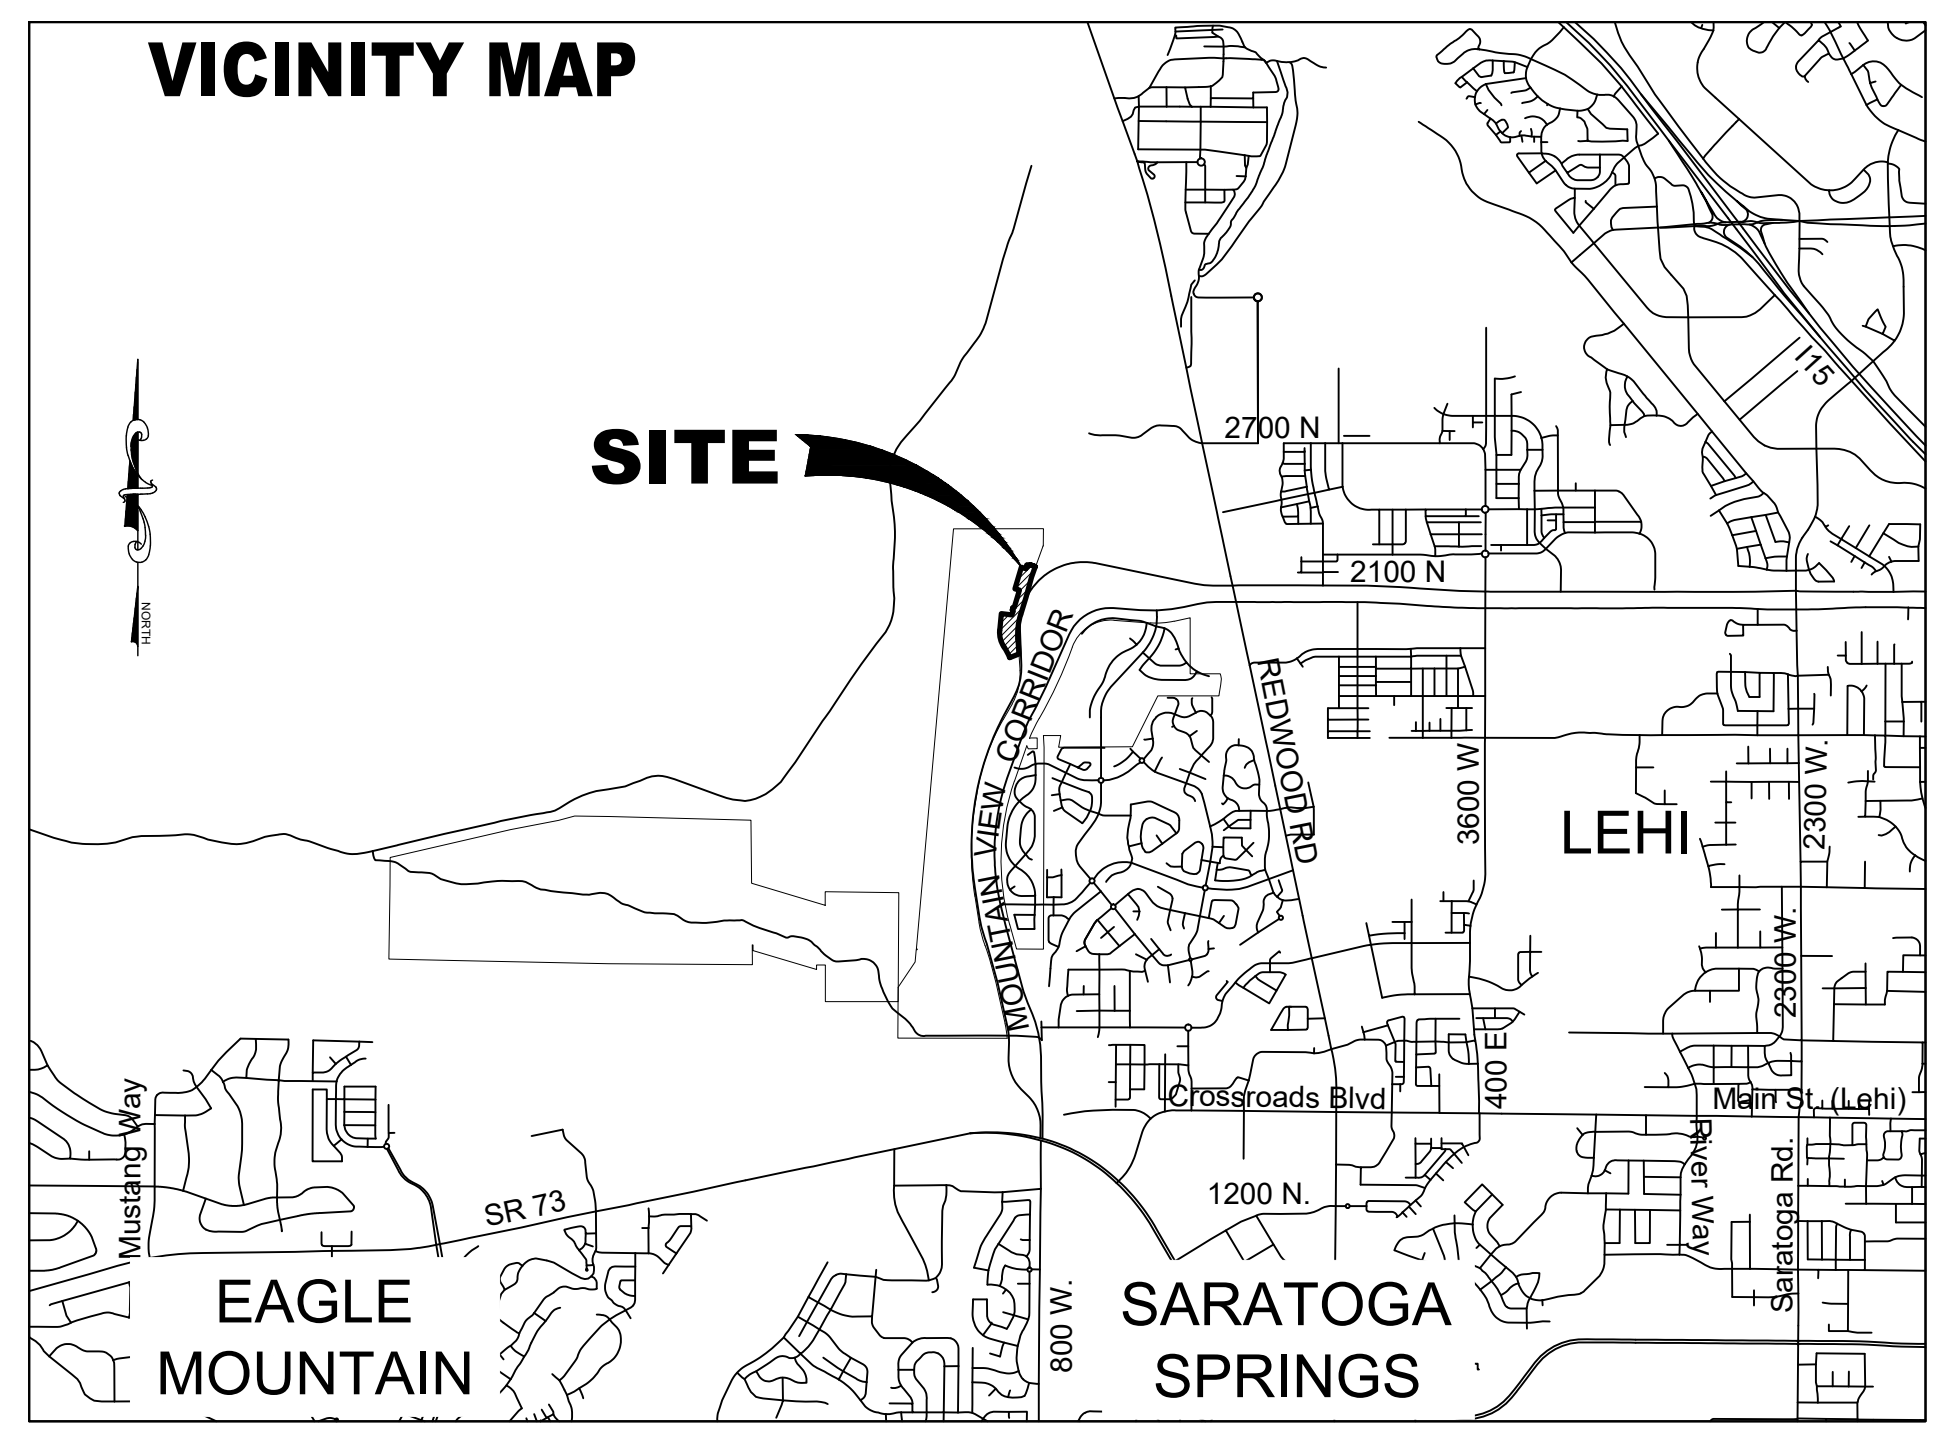 VICINITY MAP
I15
2700 N
SITE
2100 N
NORTH
MOUNTAIN VIEW CORRIDOR
REDWOOD RD
3600 W
2300 W.
LEHI
2300 W.
400 E
Crossroads Blvd
Main St. (Lehi)
Mustang Way
River Way
Saratoga Rd.
SR 73
1200 N.
800 W.
EAGLE
MOUNTAIN
SARATOGA
SPRINGS